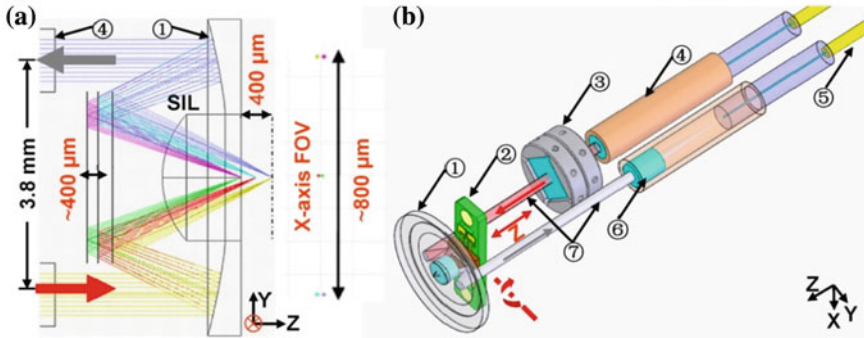 (a)
④
①
3.8 mm
~400 μm
SIL
400 μm
X-axis FOV
~800 μm
Y
Z
(b)
①
②
③
④
⑤
⑥
⑦
Z
Z
X
Y